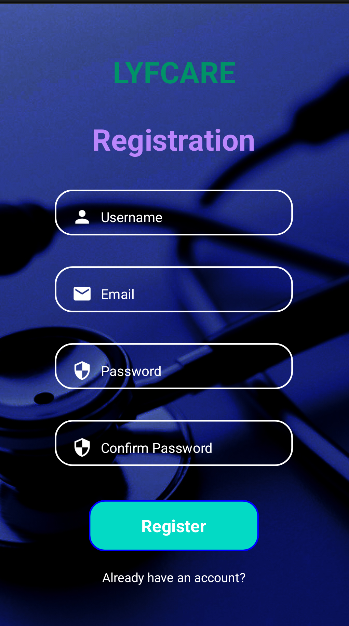 LYFCARE
Registration
Username
Email
Password
Confirm Password
Register
Already have an account?